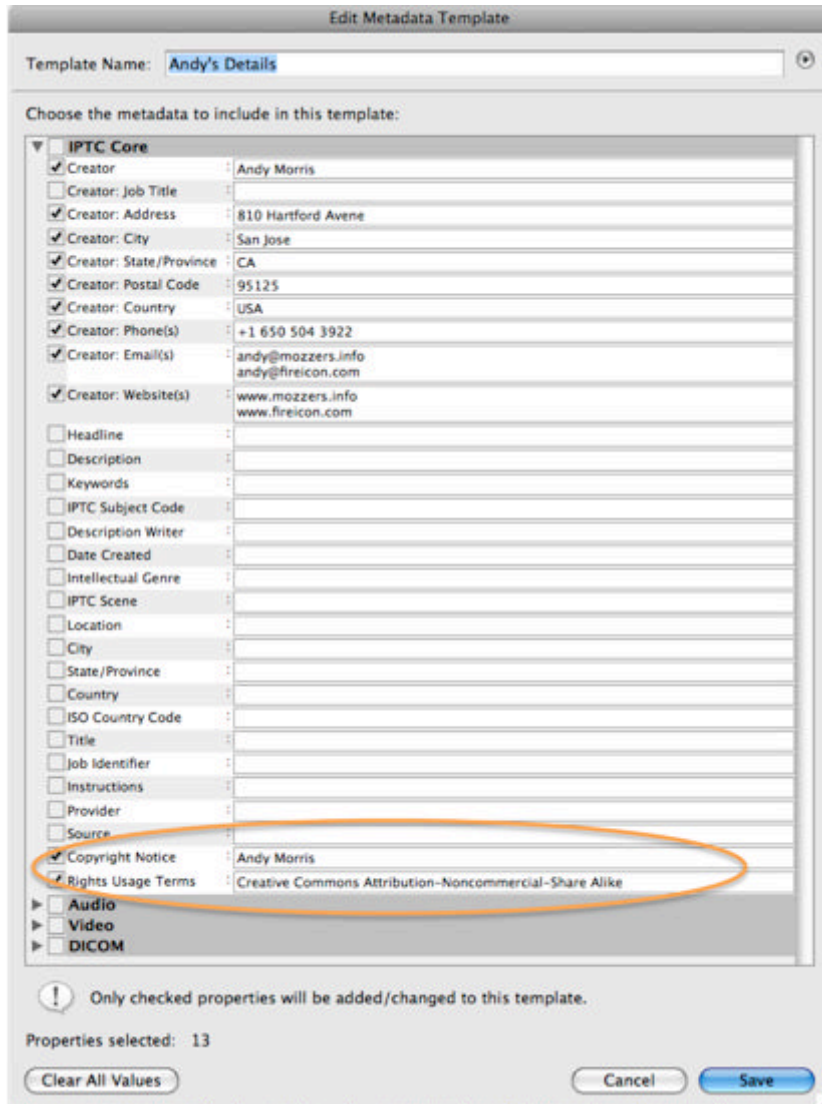 Edit Metadata Template
Template Name: Andy's Details
Choose the metadata to include in this template:
IPTC Core
Creator : Andy Morris
Creator: Job Title :
Creator: Address : 810 Hartford Avene
Creator: City : San Jose
Creator: State/Province : CA
Creator: Postal Code : 95125
Creator: Country : USA
Creator: Phone(s) : +1 650 504 3922
Creator: Email(s) : andy@mozzers.info
andy@fireicon.com
Creator: Website(s) : www.mozzers.info
www.fireicon.com
Headline :
Description :
Keywords :
IPTC Subject Code :
Description Writer :
Date Created :
Intellectual Genre :
IPTC Scene :
Location :
City :
State/Province :
Country :
ISO Country Code :
Title :
Job Identifier :
Instructions :
Provider :
Source :
Copyright Notice : Andy Morris
Rights Usage Terms : Creative Commons Attribution-Noncommercial-Share Alike
Audio
Video
DICOM
! Only checked properties will be added/changed to this template.
Properties selected: 13
Clear All Values Cancel Save